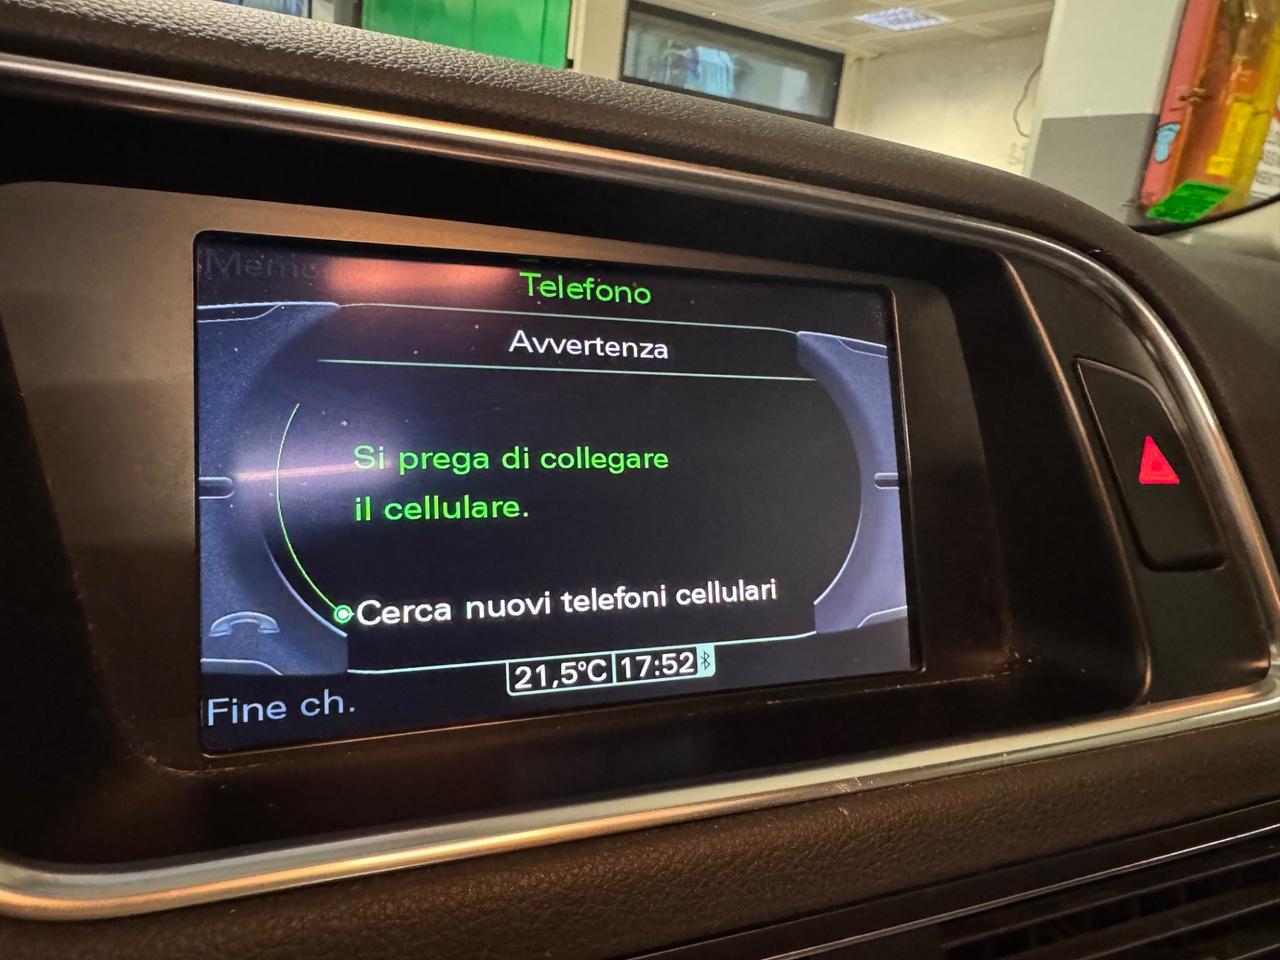 Telefono
Avvertenza
Si prega di collegare
il cellulare.
Cerca nuovi telefoni cellulari
21,5°C 17:52
Fine ch.